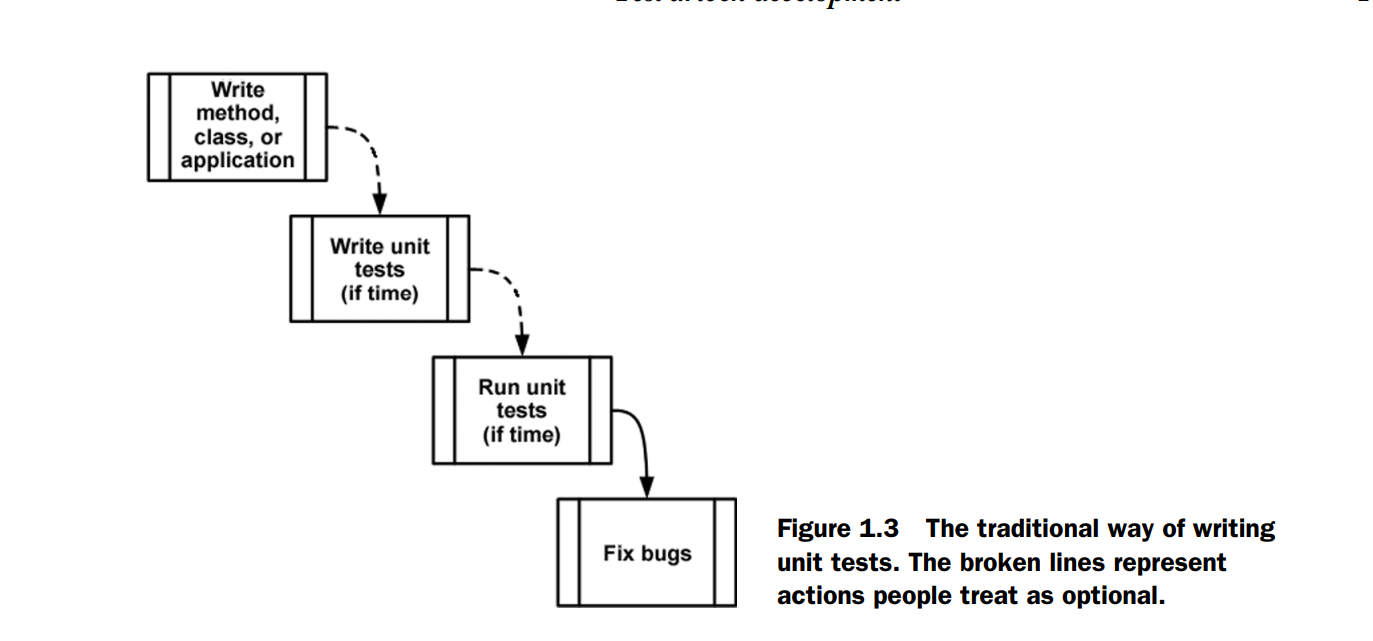 Write
method,
class, or
application
Write unit
tests
(if time)
Run unit
tests
(if time)
Fix bugs
Figure 1.3 The traditional way of writing
unit tests. The broken lines represent
actions people treat as optional.